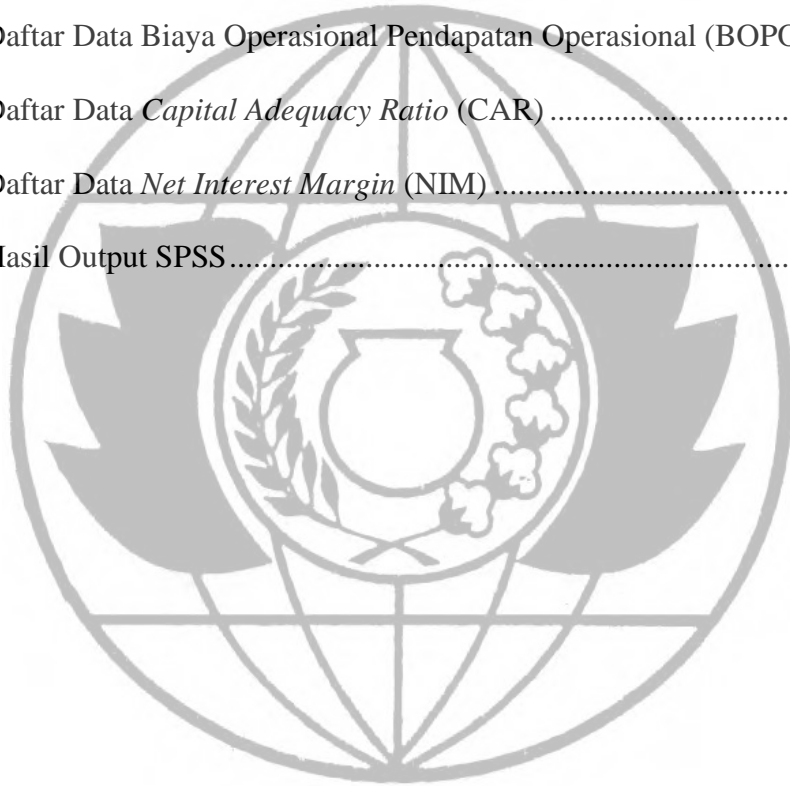 Daftar Data Biaya Operasional Pendapatan Operasional (BOPO
Daftar Data Capital Adequacy Ratio (CAR) ..............................
Daftar Data Net Interest Margin (NIM) .....................................
Hasil Output SPSS ......................................................................